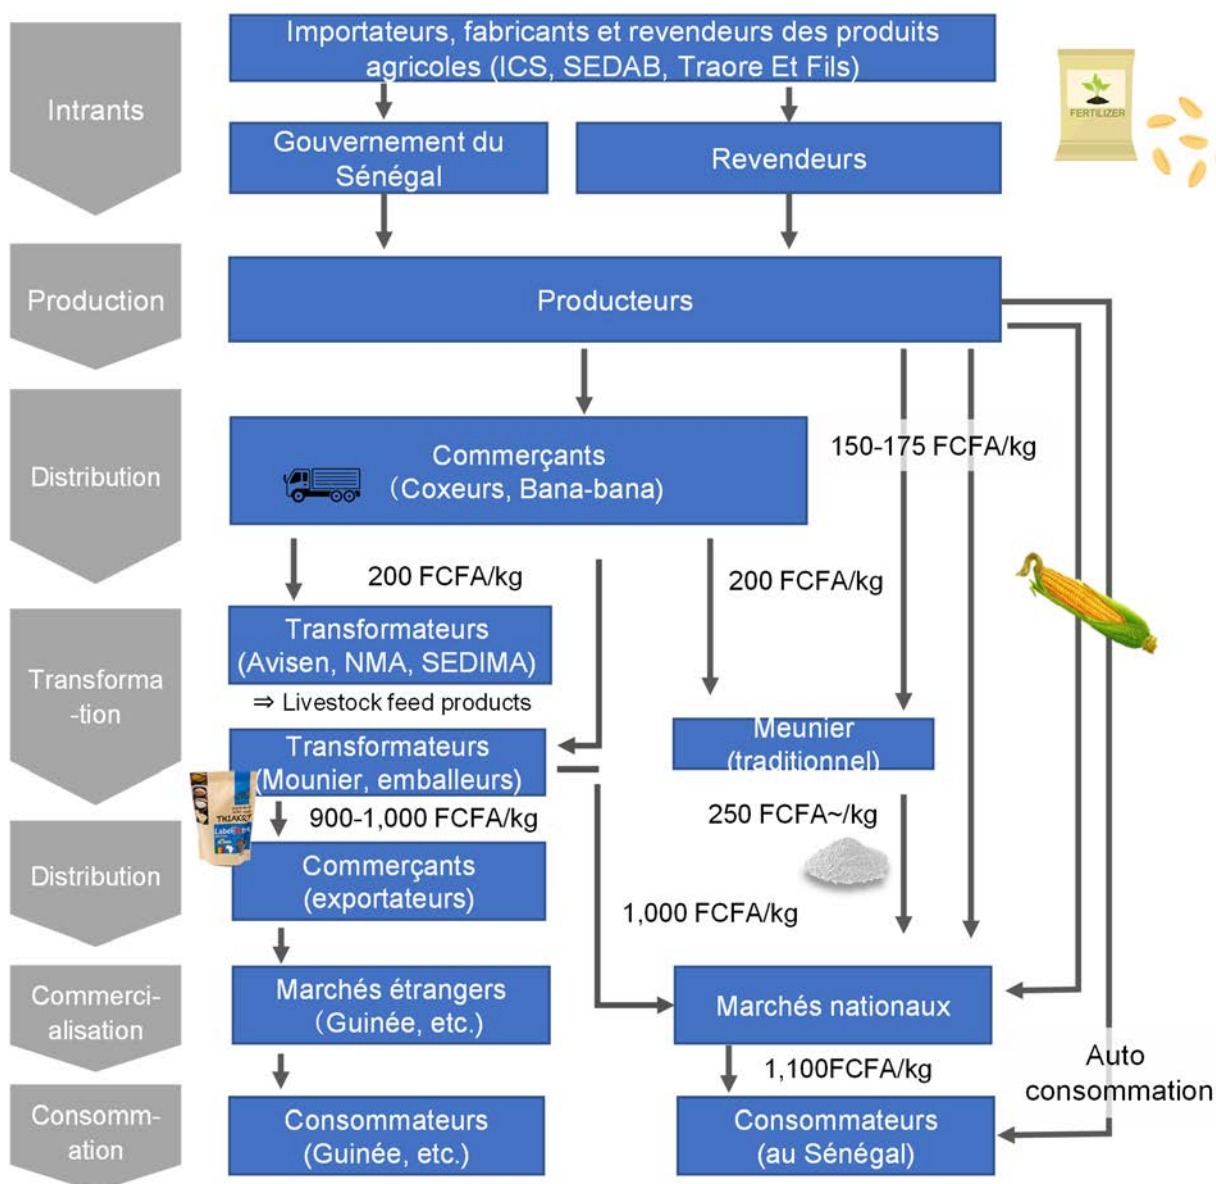 Intrants
Importateurs, fabricants et revendeurs des produits
agricoles (ICS, SEDAB, Traore Et Fils)
FERTILIZER
Gouvernement du
Sénégal
Revendeurs
Production
Producteurs
Distribution
Commerçants
(Coxeurs, Bana-bana)
150-175 FCFA/kg
200 FCFA/kg
200 FCFA/kg
Transforma
-tion
Transformateurs
(Avisen, NMA, SEDIMA)
⇒ Livestock feed products
Transformateurs
(Mounier, emballeurs)
Meunier
(traditionnel)
THIAKRY
900-1,000 FCFA/kg
250 FCFA~/kg
Distribution
Commerçants
(exportateurs)
1,000 FCFA/kg
Commerci-
alisation
Marchés étrangers
(Guinée, etc.)
Marchés nationaux
1,100FCFA/kg
Auto
consommation
Consomm-
ation
Consommateurs
(Guinée, etc.)
Consommateurs
(au Sénégal)